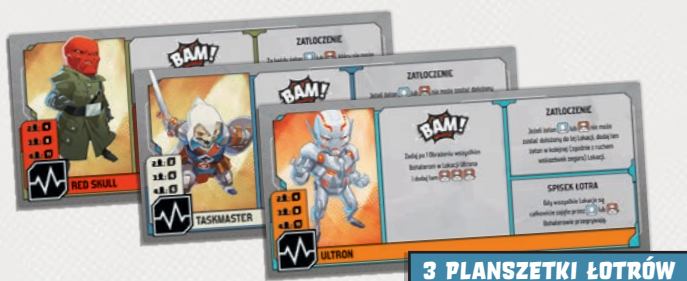 ZATŁOCZENIE
BAM!
RED SKULL
ZATŁOCZENIE
BAM!
TASKMASTER
BAM!
Zadaj po 1 Obrażeniu wszystkim
Bohaterom w Lokacji Ultrona
i dodaj tam
ZATŁOCZENIE
Jeżeli żeton lub nie może
zostać dołożony do tej Lokacji, dodaj ten
żeton w kolejnej (zgodnie z ruchem
wskazówek zegara) Lokacji.
SPISEK ŁOTRA
Gdy wszystkie Lokacje są
całkowicie zajęte przez lub
Bohaterowie przegrywają.
ULTRON
3 PLANSZETKI ŁOTRÓW